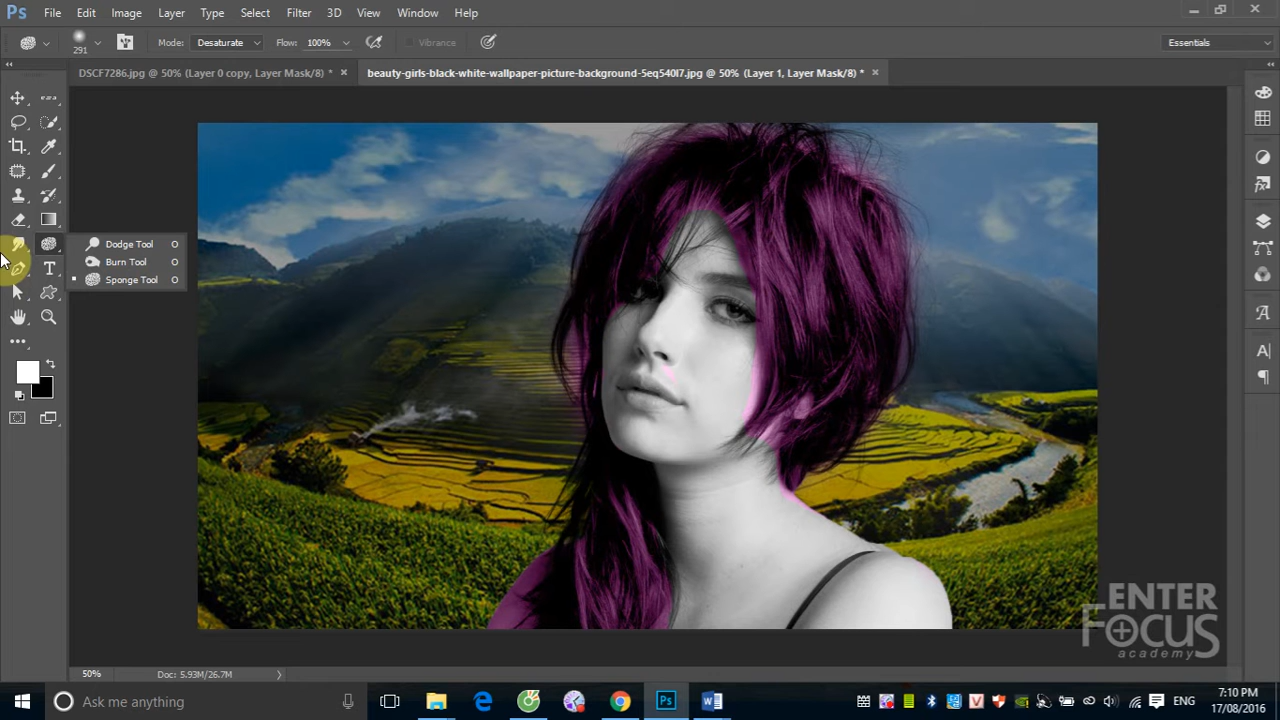 Ps File Edit Image Layer Type Select Filter 3D View Window Help
291 Mode: Desaturate Flow: 100% Vibrance Essentials
DSCF7286.jpg @ 50% (Layer 0 copy, Layer Mask/8) * × beauty-girls-black-white-wallpaper-picture-background-5eq540l7.jpg @ 50% (Layer 1, Layer Mask/8) * ×
Dodge Tool O
Burn Tool O
Sponge Tool O
ENTER
FOCUS
academy
50% Doc: 5.93M/26.7M
Ask me anything
Ps
ENG
7:10 PM
17/08/2016